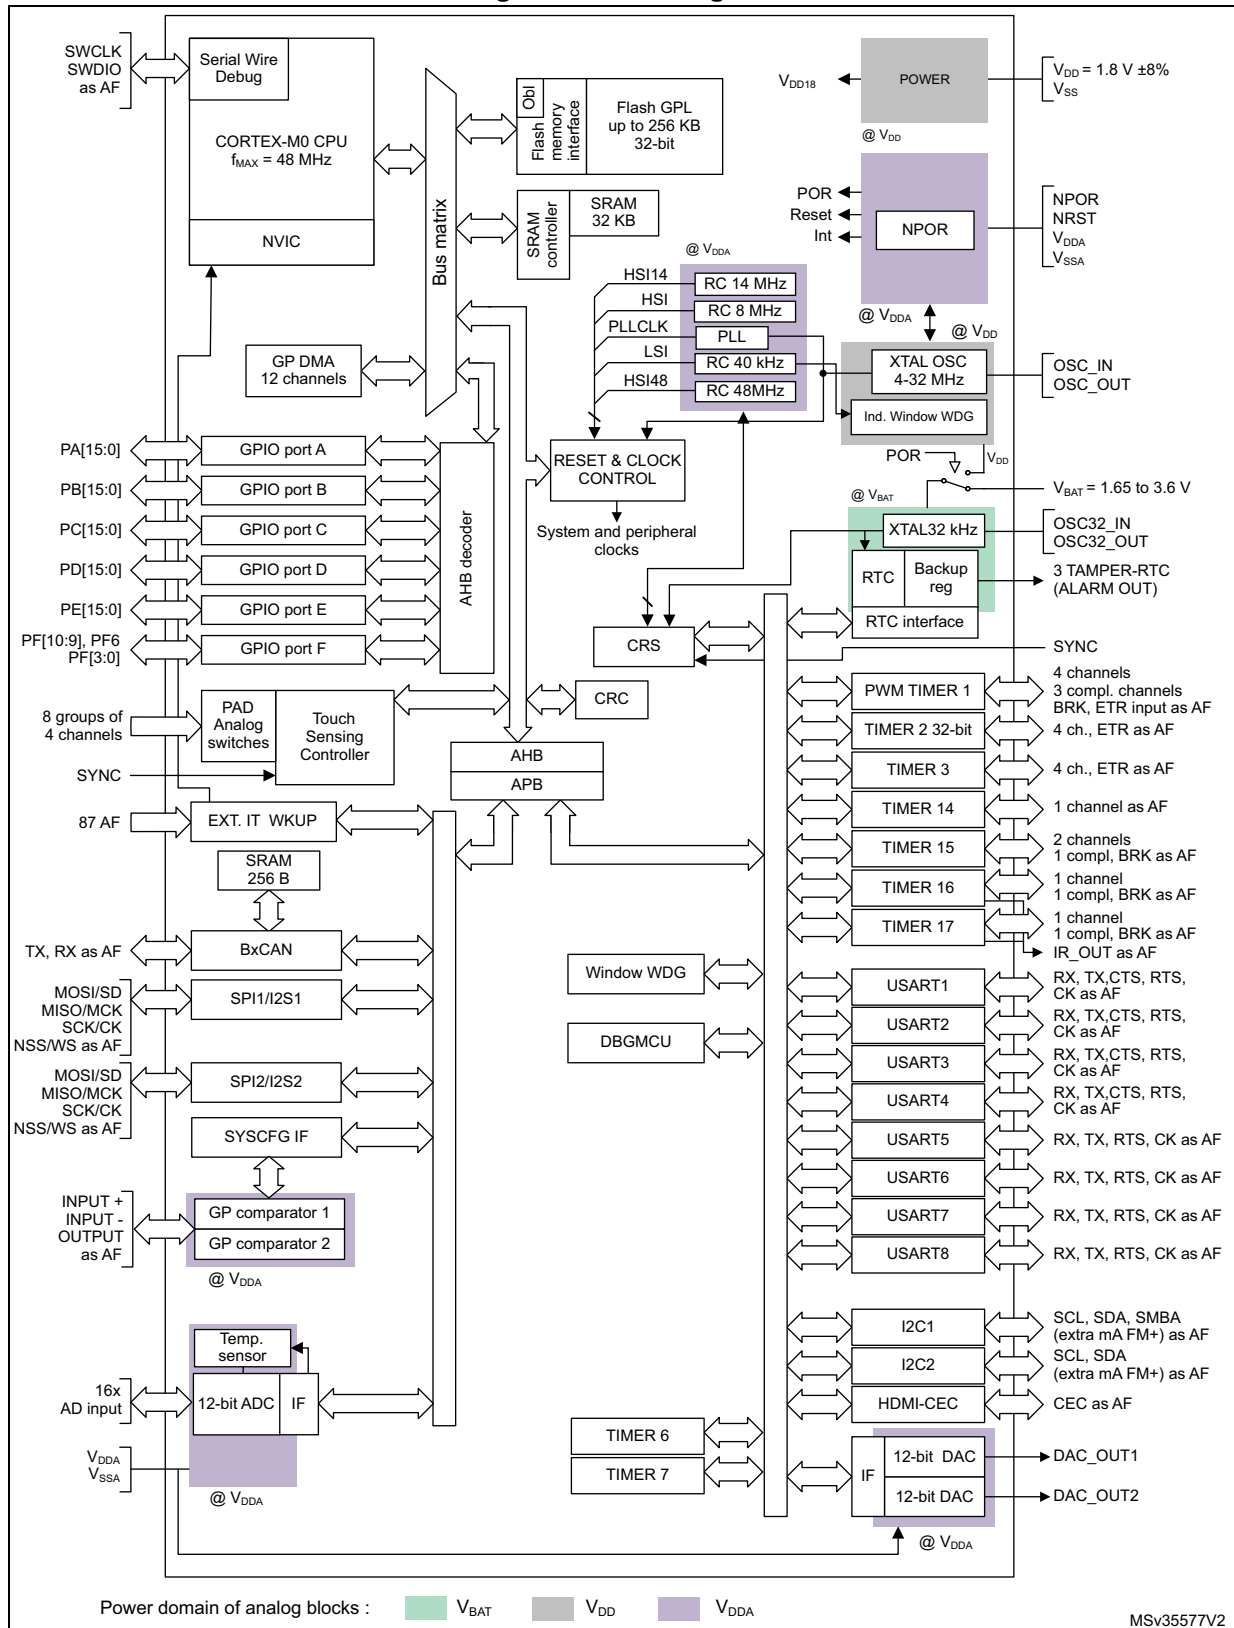 SWCLK
SWDIO
as AF
Serial Wire
Debug
CORTEX-M0 CPU
fMAX = 48 MHz
NVIC
Bus matrix
Obl
Flash
memory
interface
Flash GPL
up to 256 KB
32-bit
SRAM
controller
SRAM
32 KB
VDD18
POWER
VDD = 1.8 V ±8%
VSS
@ VDD
POR
Reset
Int
NPOR
NPOR
NRST
VDDA
VSSA
@ VDDA
@ VDDA
@ VDD
HSI14
RC 14 MHz
HSI
RC 8 MHz
PLLCLK
PLL
LSI
RC 40 kHz
HSI48
RC 48MHz
XTAL OSC
4-32 MHz
OSC_IN
OSC_OUT
Ind. Window WDG
GP DMA
12 channels
POR
VDD
VBAT = 1.65 to 3.6 V
@ VBAT
RESET & CLOCK
CONTROL
System and peripheral
clocks
XTAL32 kHz
OSC32_IN
OSC32_OUT
RTC
Backup
reg
3 TAMPER-RTC
(ALARM OUT)
RTC interface
PA[15:0]
GPIO port A
PB[15:0]
GPIO port B
PC[15:0]
GPIO port C
PD[15:0]
GPIO port D
PE[15:0]
GPIO port E
PF[10:9], PF6
PF[3:0]
GPIO port F
AHB decoder
CRS
SYNC
8 groups of
4 channels
PAD
Analog
switches
Touch
Sensing
Controller
SYNC
CRC
AHB
APB
87 AF
EXT. IT WKUP
SRAM
256 B
TX, RX as AF
BxCAN
MOSI/SD
MISO/MCK
SCK/CK
NSS/WS as AF
SPI1/I2S1
MOSI/SD
MISO/MCK
SCK/CK
NSS/WS as AF
SPI2/I2S2
SYSCFG IF
INPUT +
INPUT -
OUTPUT
as AF
GP comparator 1
GP comparator 2
@ VDDA
Temp.
sensor
16x
AD input
12-bit ADC
IF
VDDA
VSSA
@ VDDA
Window WDG
DBGMCU
TIMER 6
TIMER 7
PWM TIMER 1
4 channels
3 compl. channels
BRK, ETR input as AF
TIMER 2 32-bit
4 ch., ETR as AF
TIMER 3
4 ch., ETR as AF
TIMER 14
1 channel as AF
TIMER 15
2 channels
1 compl, BRK as AF
TIMER 16
1 channel
1 compl, BRK as AF
TIMER 17
1 channel
1 compl, BRK as AF
IR_OUT as AF
USART1
RX, TX,CTS, RTS,
CK as AF
USART2
RX, TX,CTS, RTS,
CK as AF
USART3
RX, TX,CTS, RTS,
CK as AF
USART4
RX, TX,CTS, RTS,
CK as AF
USART5
RX, TX, RTS, CK as AF
USART6
RX, TX, RTS, CK as AF
USART7
RX, TX, RTS, CK as AF
USART8
RX, TX, RTS, CK as AF
I2C1
SCL, SDA, SMBA
(extra mA FM+) as AF
I2C2
SCL, SDA
(extra mA FM+) as AF
HDMI-CEC
CEC as AF
IF
12-bit DAC
DAC_OUT1
12-bit DAC
DAC_OUT2
@ VDDA
Power domain of analog blocks :
VBAT
VDD
VDDA
MSv35577V2